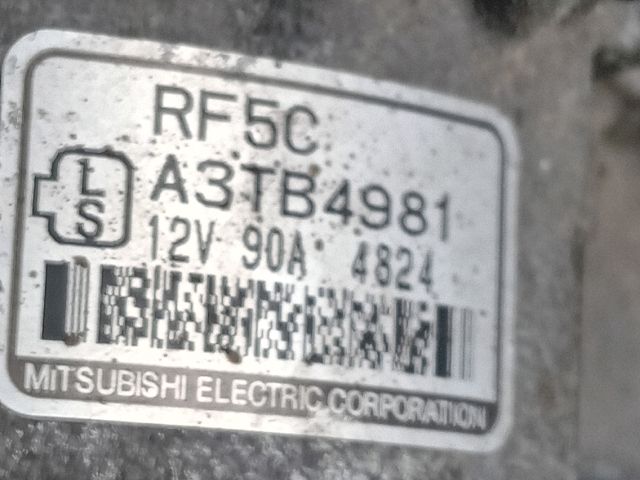 RF5C
A3TB4981
L
S
12V 90A 4824
MITSUBISHI ELECTRIC CORPORATION